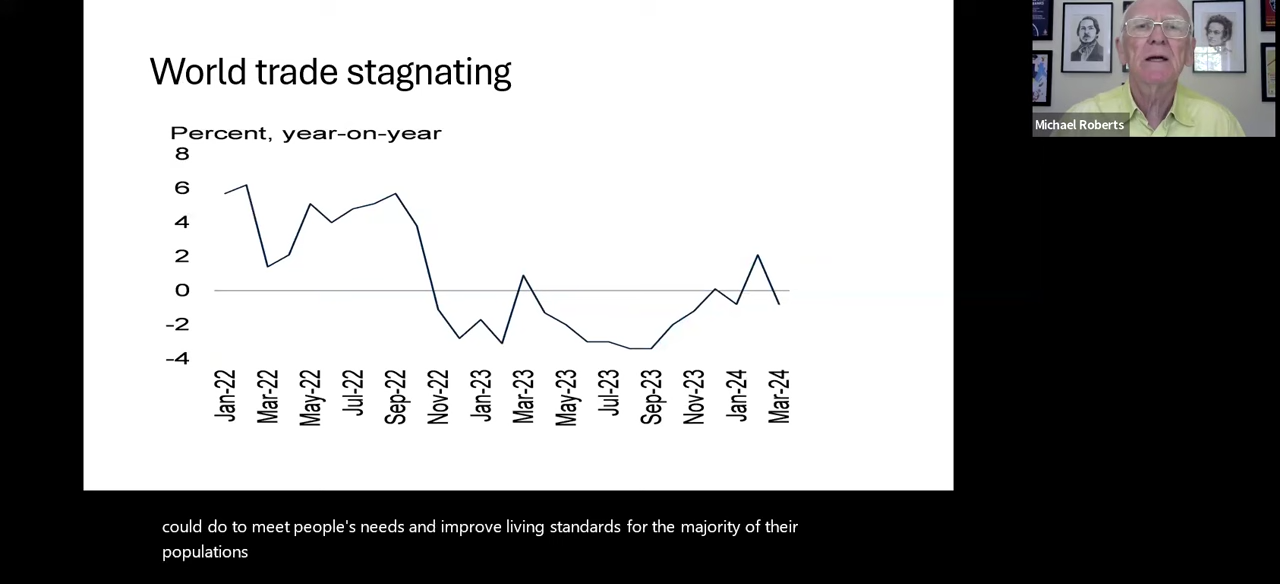 World trade stagnating
Percent, year-on-year
8
6
4
2
0
-2
-4
Jan-22
Mar-22
May-22
Jul-22
Sep-22
Nov-22
Jan-23
Mar-23
May-23
Jul-23
Sep-23
Nov-23
Jan-24
Mar-24
Michael Roberts
could do to meet people's needs and improve living standards for the majority of their
populations